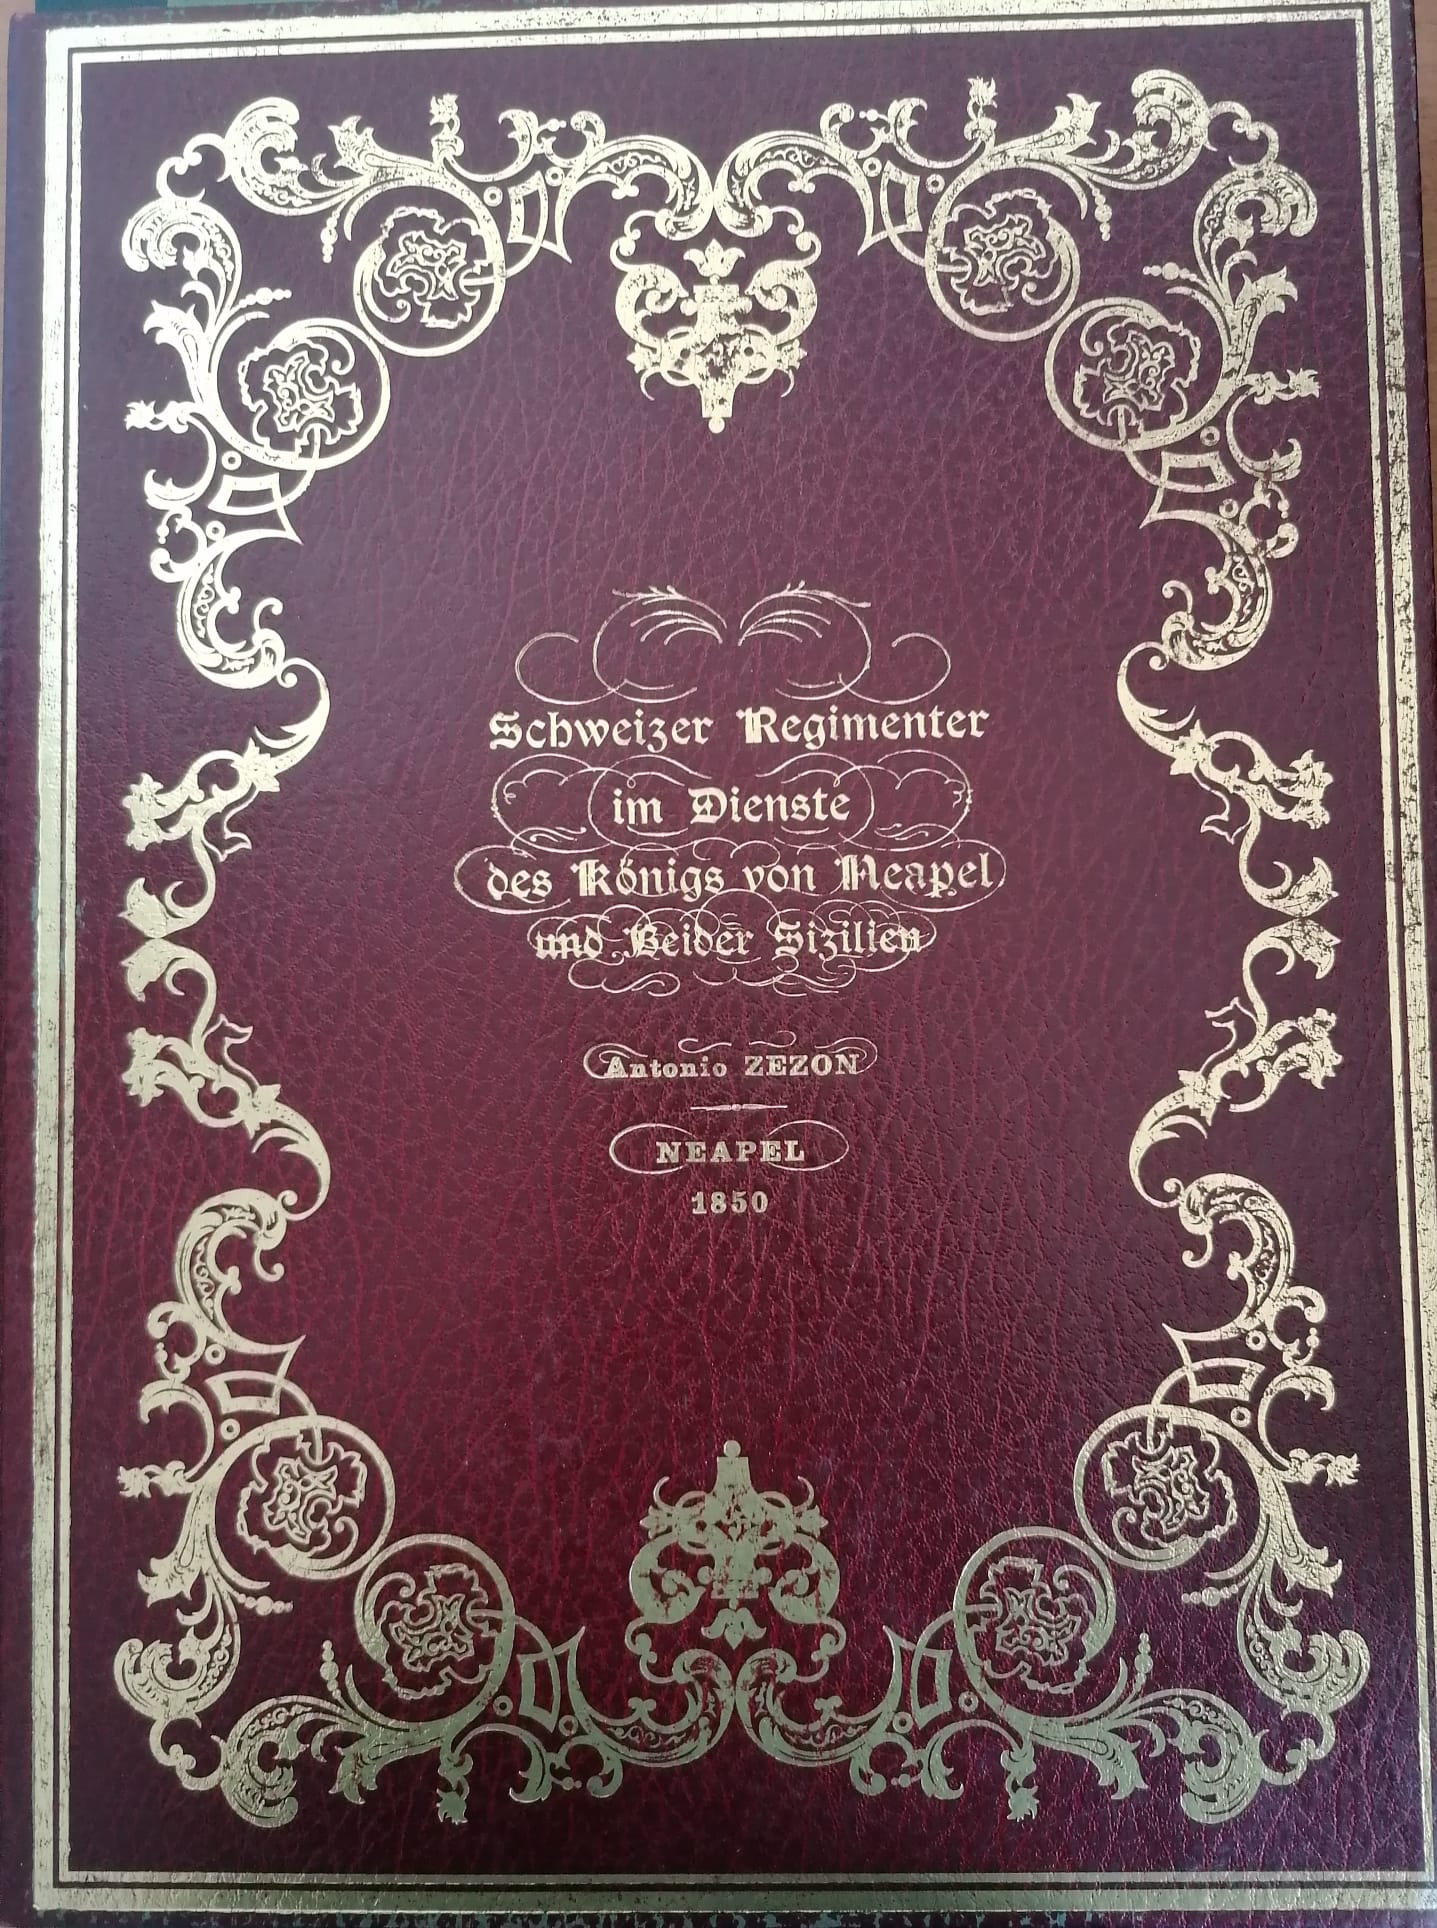 Schweizer Regimenter
im Dienste
des Königs von Neapel
und Beider Sizilien
Antonio ZEZON
NEAPEL
1850